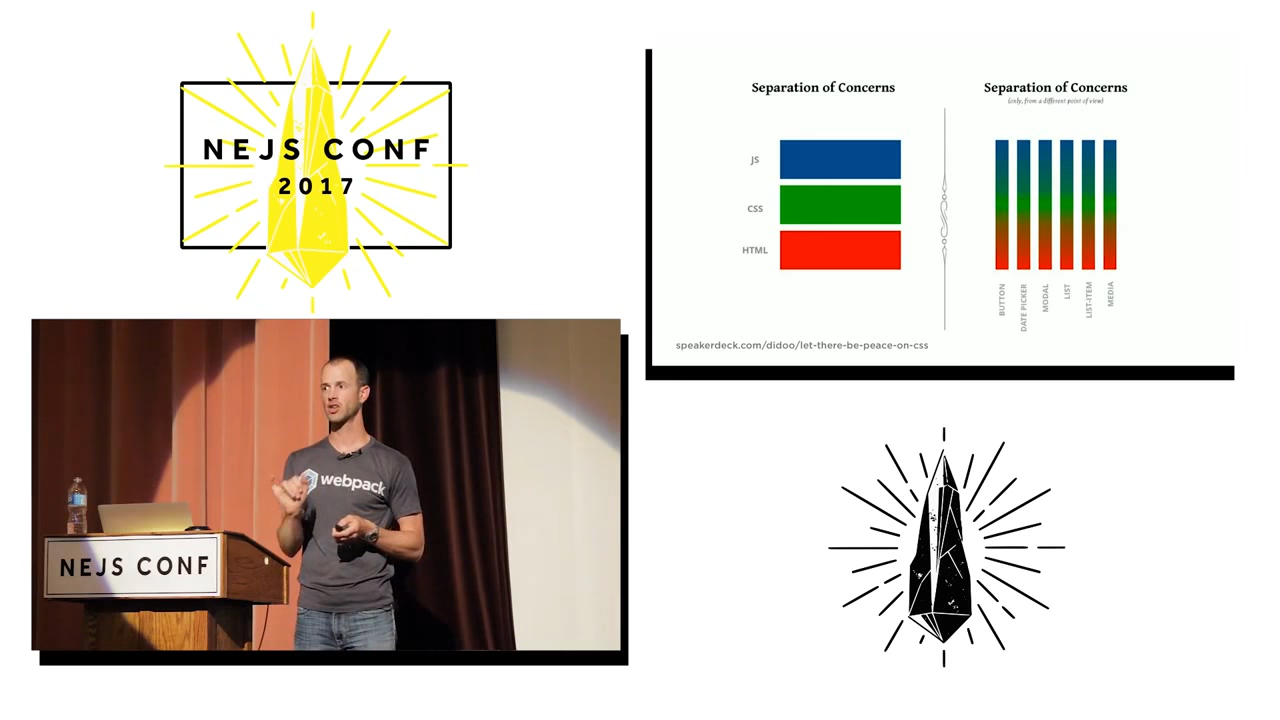 NEJS CONF
2017
Separation of Concerns
JS
CSS
HTML
Separation of Concerns
(only, from a different point of view)
BUTTON
DATE PICKER
MODAL
LIST
LIST-ITEM
MEDIA
speakerdeck.com/didoo/let-there-be-peace-on-css
webpack
NEJS CONF